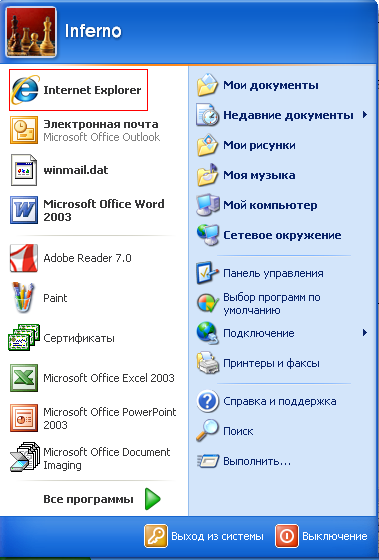 Inferno
Internet Explorer
Электронная почта
Microsoft Office Outlook
winmail.dat
Microsoft Office Word
2003
Adobe Reader 7.0
Paint
Сертификаты
Microsoft Office Excel 2003
Microsoft Office PowerPoint
2003
Microsoft Office Document
Imaging
Все программы
Мои документы
Недавние документы
Мои рисунки
Моя музыка
Мой компьютер
Сетевое окружение
Панель управления
Выбор программ по
умолчанию
Подключение
Принтеры и факсы
Справка и поддержка
Поиск
Выполнить...
Выход из системы
Выключение